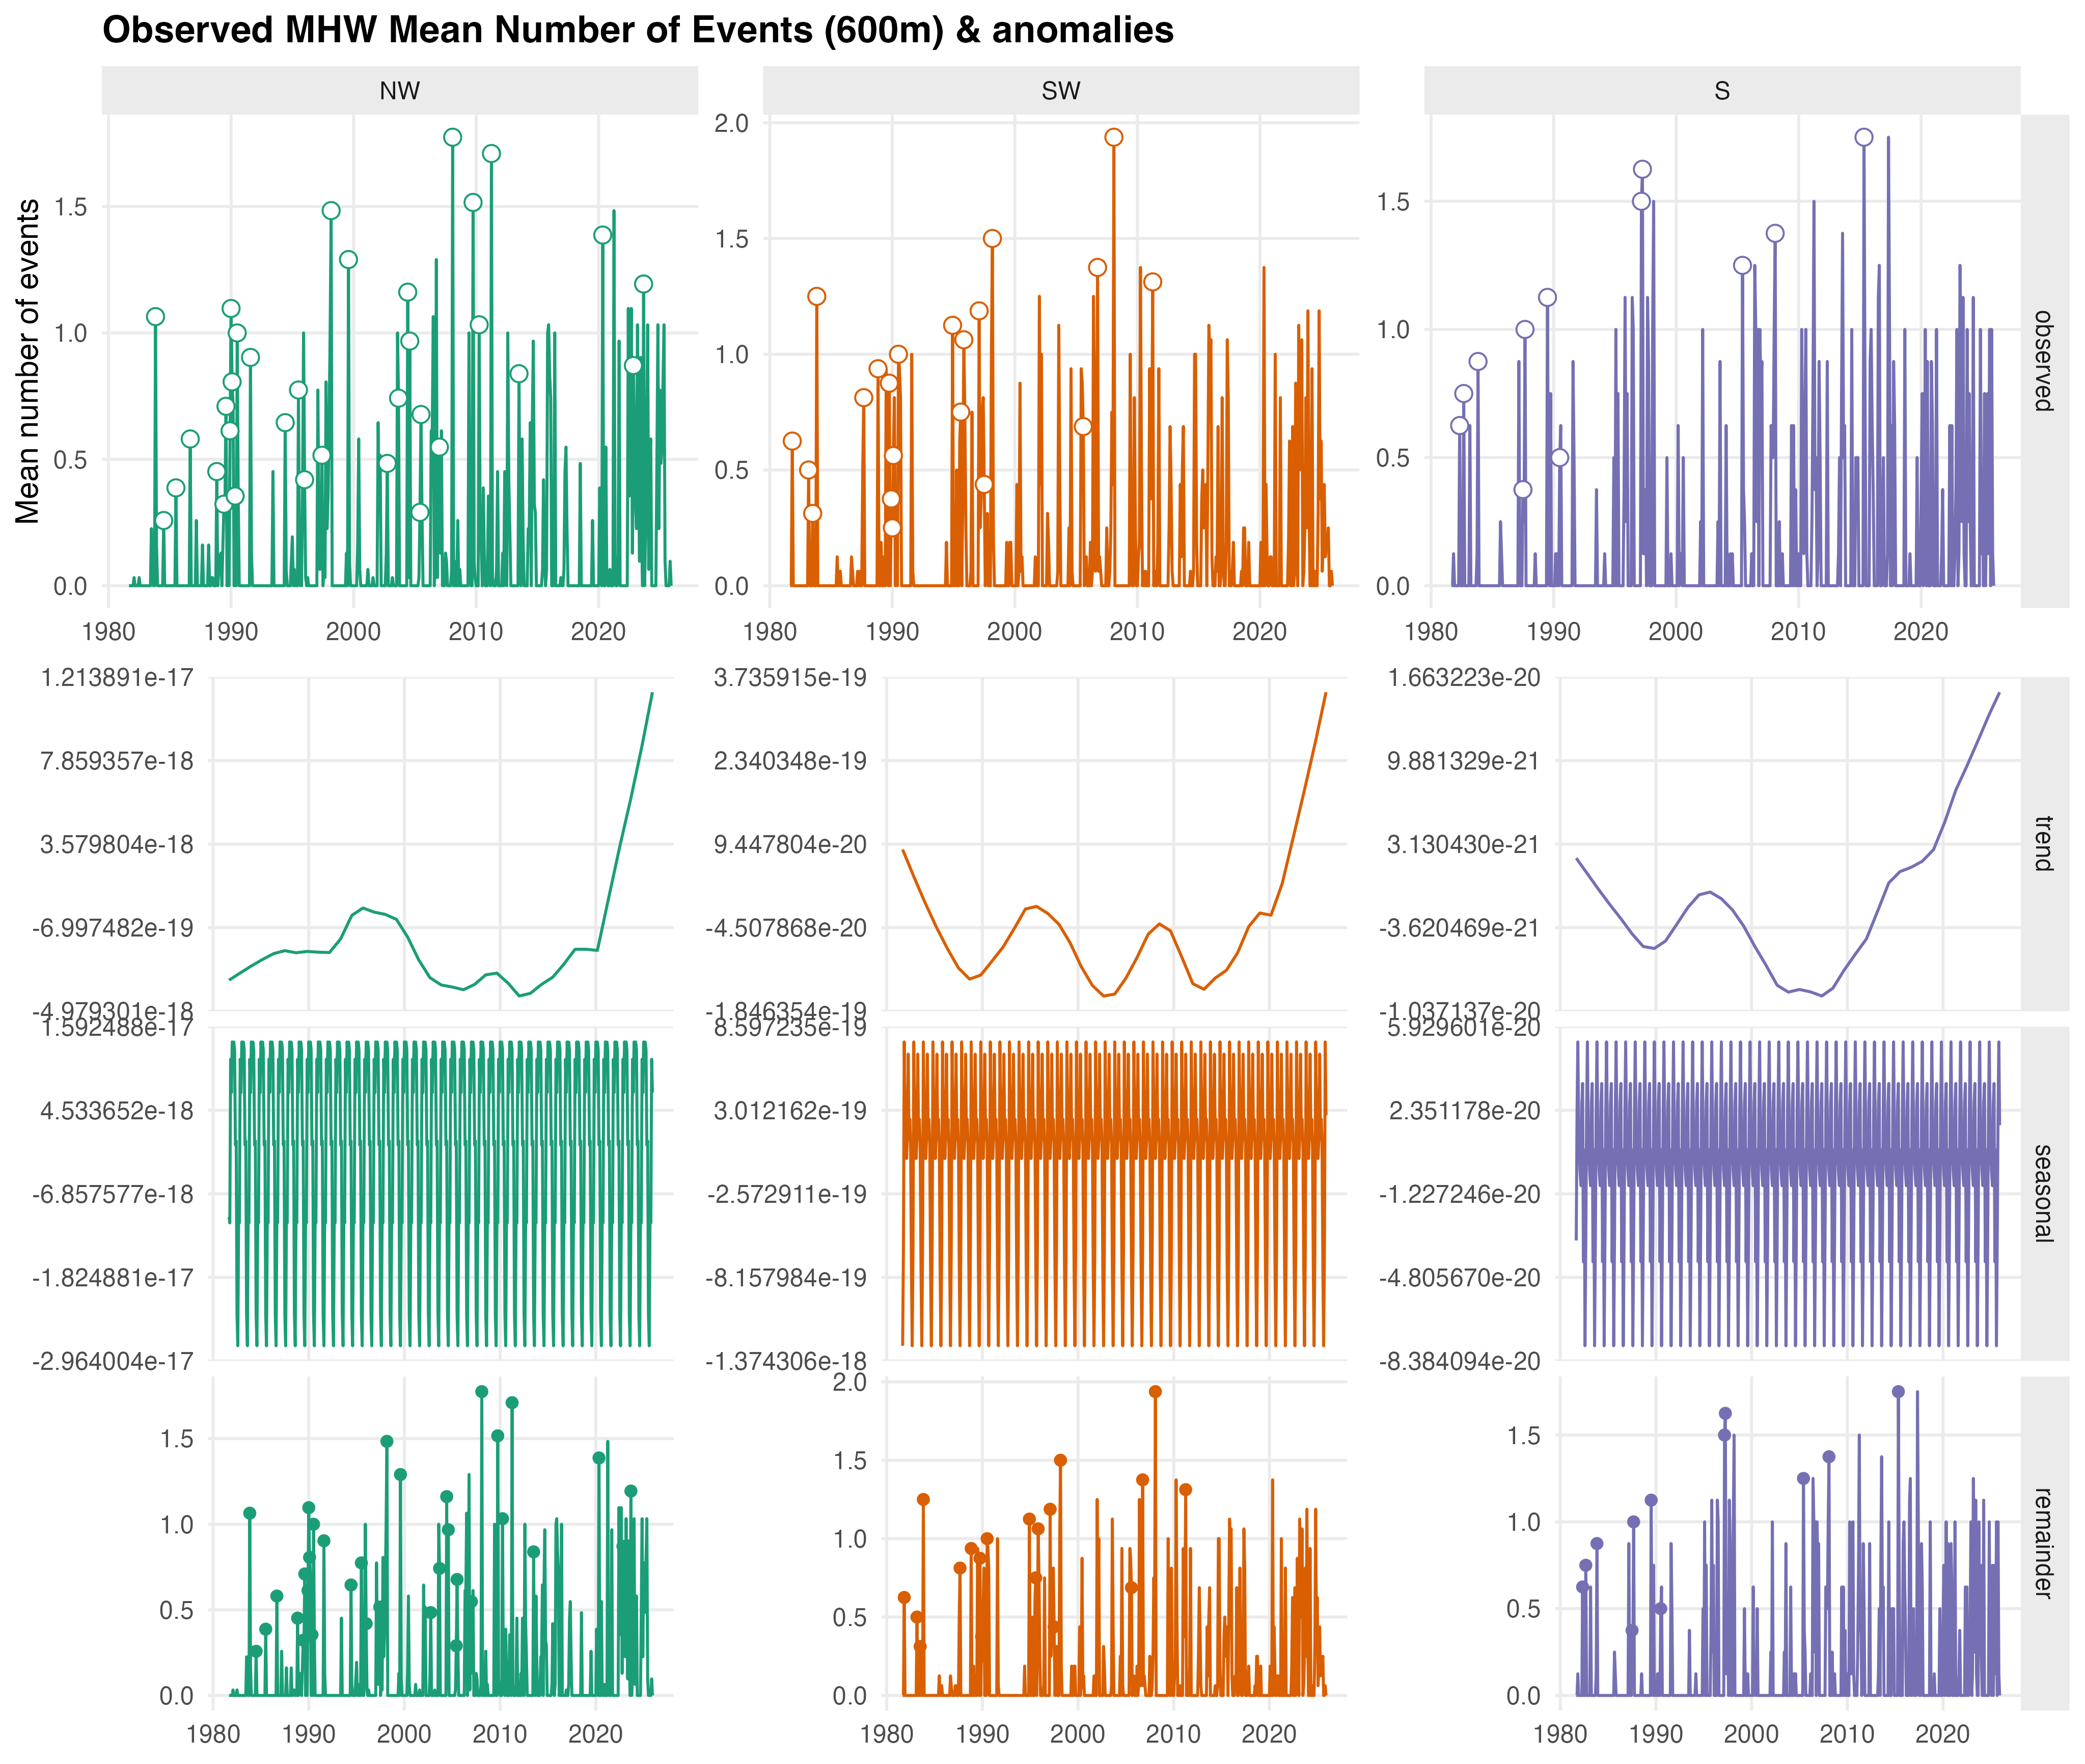 Observed MHW Mean Number of Events (600m) & anomalies
NW
SW
S
Mean number of events
observed
1.5
1.0
0.5
0.0
2.0
1.5
1.0
0.5
0.0
1.5
1.0
0.5
0.0
1980 1990 2000 2010 2020
1980 1990 2000 2010 2020
1980 1990 2000 2010 2020
trend
1.213891e-17
7.859357e-18
3.579804e-18
-6.997482e-19
-4.979301e-18
3.735915e-19
2.340348e-19
9.447804e-20
-4.507868e-20
-1.846354e-19
1.663223e-20
9.881329e-21
3.130430e-21
-3.620469e-21
-1.037137e-20
seasonal
1.592488e-17
4.533652e-18
-6.857577e-18
-1.824881e-17
-2.964004e-17
8.597235e-19
3.012162e-19
-2.572911e-19
-8.157984e-19
-1.374306e-18
5.929601e-20
2.351178e-20
-1.227246e-20
-4.805670e-20
-8.384094e-20
remainder
1.5
1.0
0.5
0.0
2.0
1.5
1.0
0.5
0.0
1.5
1.0
0.5
0.0
1980 1990 2000 2010 2020
1980 1990 2000 2010 2020
1980 1990 2000 2010 2020